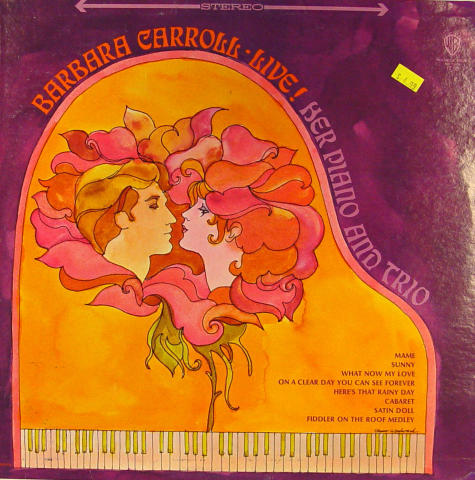 STEREO
BARBARA CARROLL · LIVE! HER PIANO AND TRIO
MAME
SUNNY
WHAT NOW MY LOVE
ON A CLEAR DAY YOU CAN SEE FOREVER
HERE'S THAT RAINY DAY
CABARET
SATIN DOLL
FIDDLER ON THE ROOF MEDLEY